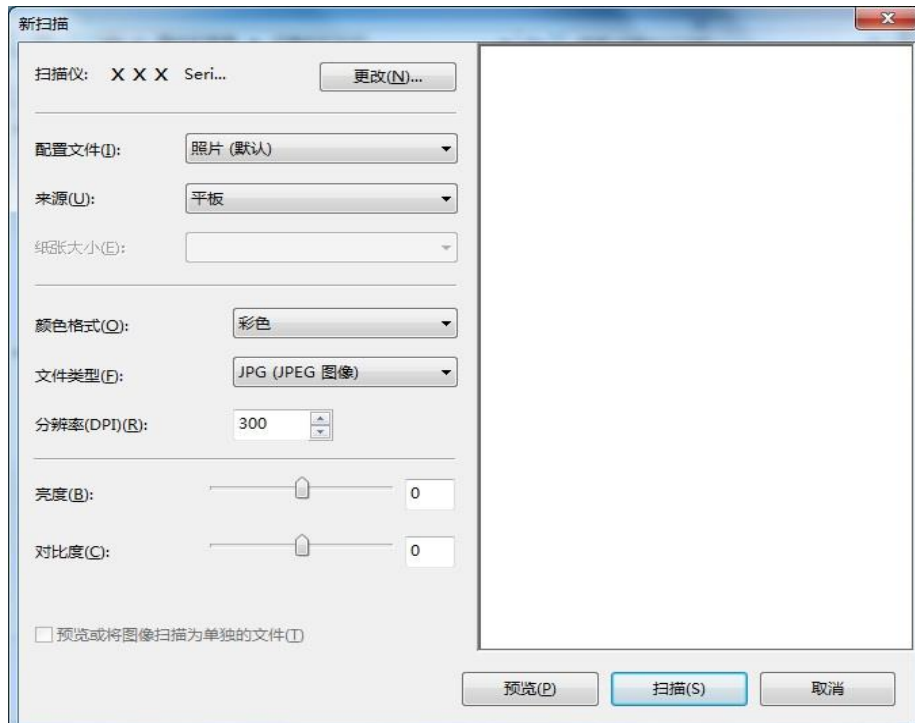 新扫描
扫描仪: X X X Seri... 更改(N)...
配置文件(I): 照片 (默认)
来源(U): 平板
纸张大小(E):
颜色格式(O): 彩色
文件类型(F): JPG (JPEG 图像)
分辨率(DPI)(R): 300
亮度(B): 0
对比度(C): 0
预览或将图像扫描为单独的文件(T)
预览(P) 扫描(S) 取消